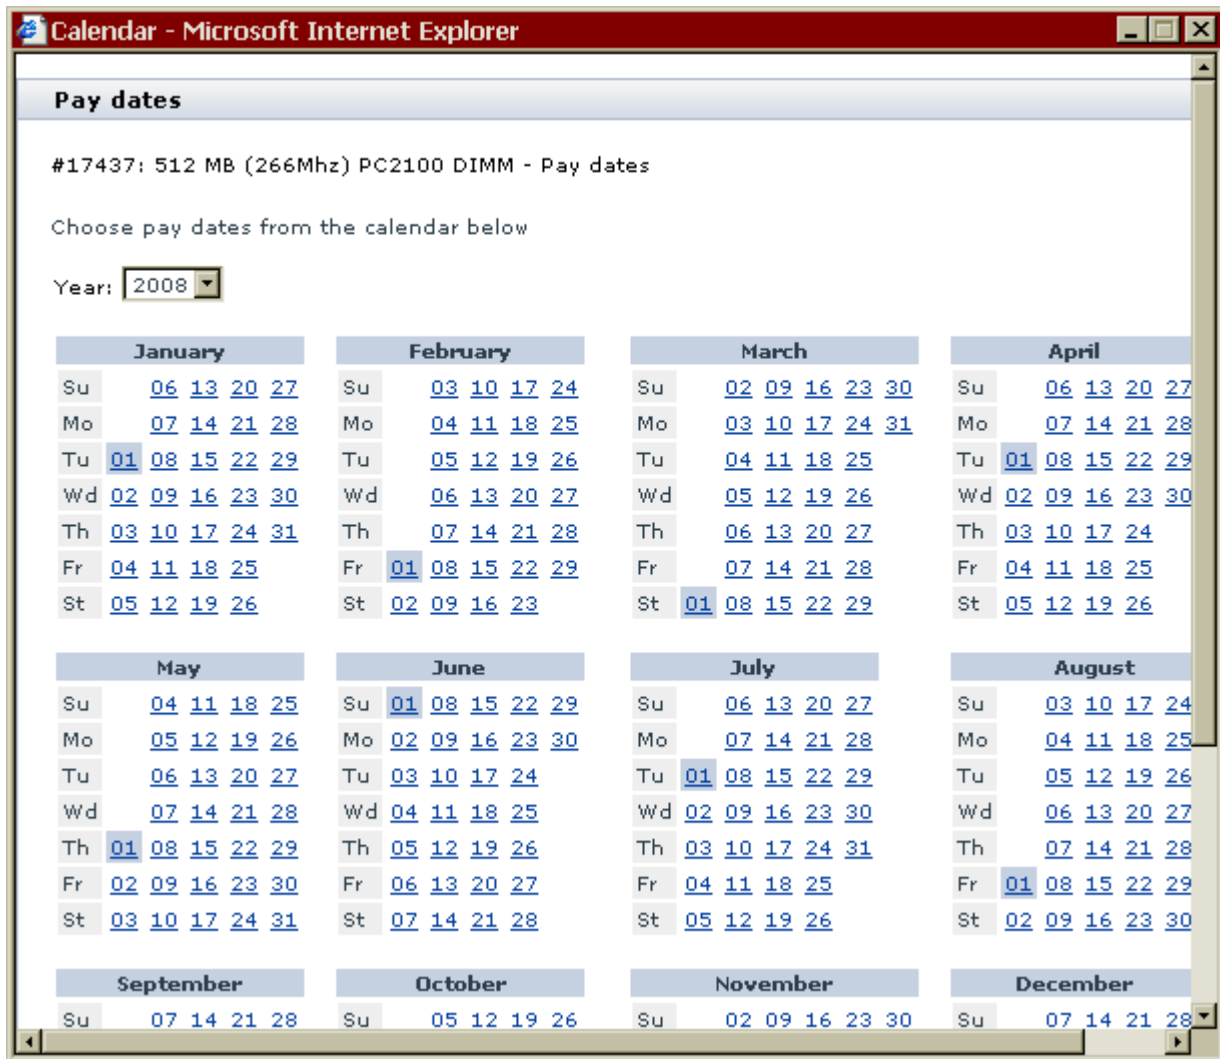 Calendar - Microsoft Internet Explorer
Pay dates
#17437: 512 MB (266Mhz) PC2100 DIMM - Pay dates
Choose pay dates from the calendar below
Year: 2008
January February March April
Su 06 13 20 27 Su 03 10 17 24 Su 02 09 16 23 30 Su 06 13 20 27
Mo 07 14 21 28 Mo 04 11 18 25 Mo 03 10 17 24 31 Mo 07 14 21 28
Tu 01 08 15 22 29 Tu 05 12 19 26 Tu 04 11 18 25 Tu 01 08 15 22 29
Wd 02 09 16 23 30 Wd 06 13 20 27 Wd 05 12 19 26 Wd 02 09 16 23 30
Th 03 10 17 24 31 Th 07 14 21 28 Th 06 13 20 27 Th 03 10 17 24
Fr 04 11 18 25 Fr 01 08 15 22 29 Fr 07 14 21 28 Fr 04 11 18 25
St 05 12 19 26 St 02 09 16 23 St 01 08 15 22 29 St 05 12 19 26
May June July August
Su 04 11 18 25 Su 01 08 15 22 29 Su 06 13 20 27 Su 03 10 17 24
Mo 05 12 19 26 Mo 02 09 16 23 30 Mo 07 14 21 28 Mo 04 11 18 25
Tu 06 13 20 27 Tu 03 10 17 24 Tu 01 08 15 22 29 Tu 05 12 19 26
Wd 07 14 21 28 Wd 04 11 18 25 Wd 02 09 16 23 30 Wd 06 13 20 27
Th 01 08 15 22 29 Th 05 12 19 26 Th 03 10 17 24 31 Th 07 14 21 28
Fr 02 09 16 23 30 Fr 06 13 20 27 Fr 04 11 18 25 Fr 01 08 15 22 29
St 03 10 17 24 31 St 07 14 21 28 St 05 12 19 26 St 02 09 16 23 30
September October November December
Su 07 14 21 28 Su 05 12 19 26 Su 02 09 16 23 30 Su 07 14 21 28